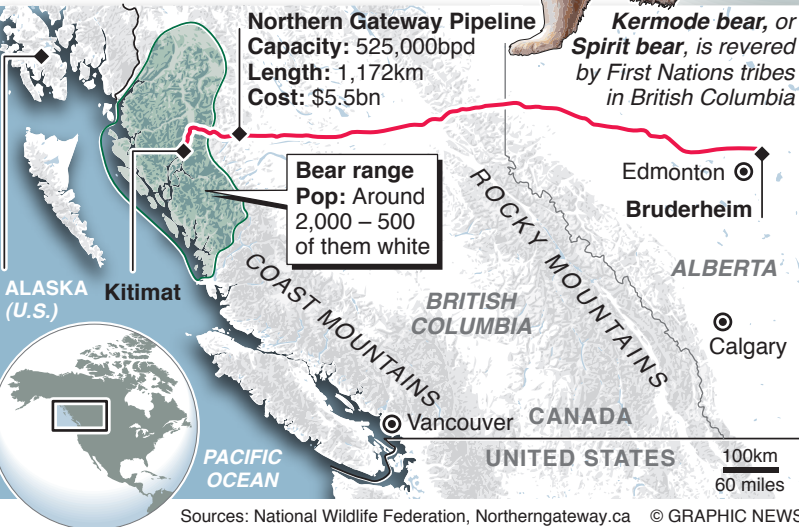 Northern Gateway Pipeline
Capacity: 525,000bpd
Length: 1,172km
Cost: $5.5bn
Kermode bear, or
Spirit bear, is revered
by First Nations tribes
in British Columbia
Bear range
Pop: Around
2,000 – 500
of them white
Edmonton
Bruderheim
ROCKY MOUNTAINS
ALBERTA
ALASKA
(U.S.)
Kitimat
COAST MOUNTAINS
BRITISH
COLUMBIA
Calgary
Vancouver
CANADA
UNITED STATES
PACIFIC
OCEAN
100km
60 miles
Sources: National Wildlife Federation, Northerngateway.ca
© GRAPHIC NEWS